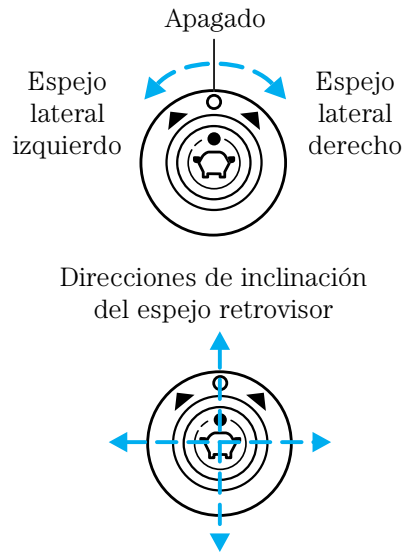 Apagado
Espejo
lateral
izquierdo
Espejo
lateral
derecho
Direcciones de inclinación
del espejo retrovisor